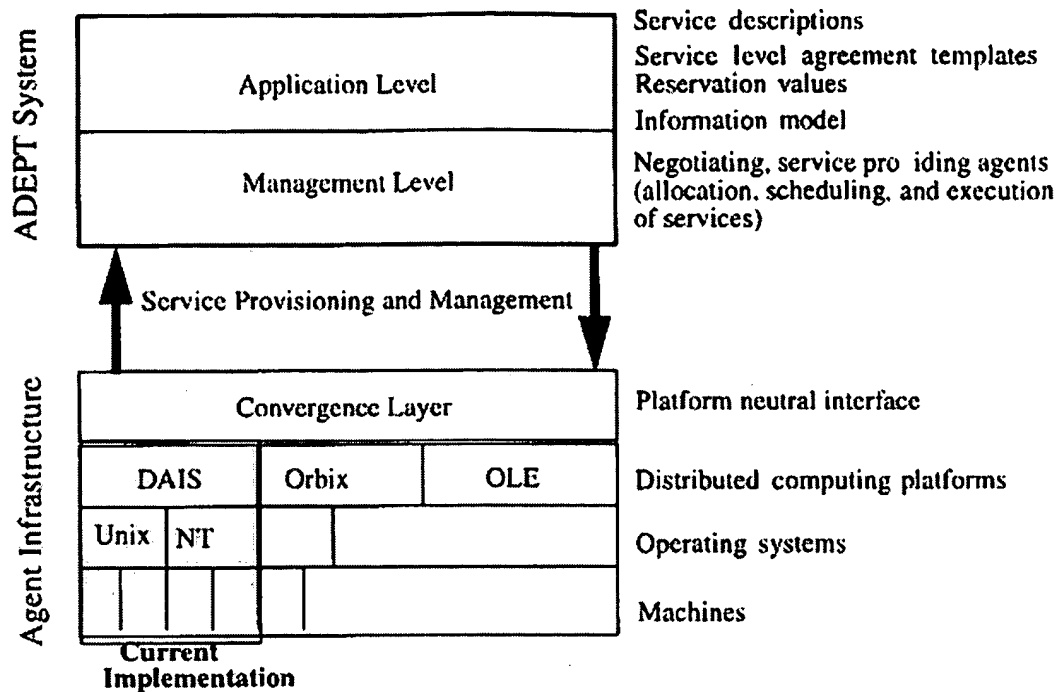 ADEPT System
Application Level
Management Level
Service descriptions
Service level agreement templates
Reservation values
Information model
Negotiating, service pro iding agents
(allocation, scheduling, and execution
of services)
Service Provisioning and Management
Agent Infrastructure
Convergence Layer
Platform neutral interface
DAIS
Orbix
OLE
Distributed computing platforms
Unix
NT
Operating systems
Machines
Current
Implementation